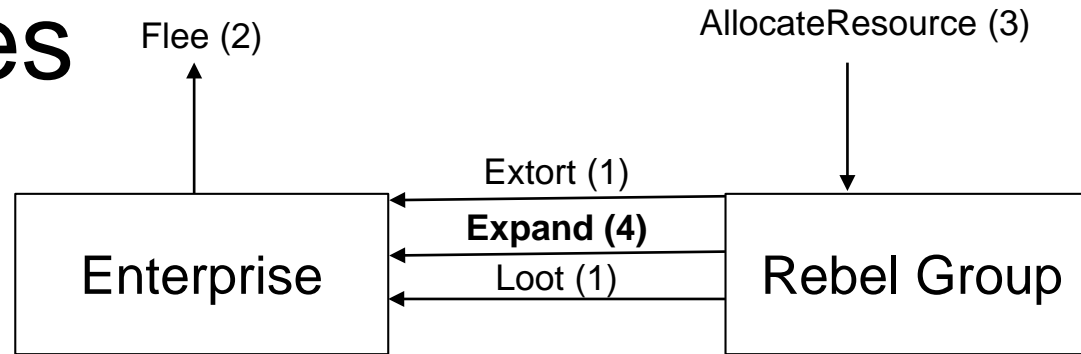 es
Flee (2)
AllocateResource (3)
Extort (1)
Expand (4)
Loot (1)
Enterprise
Rebel Group